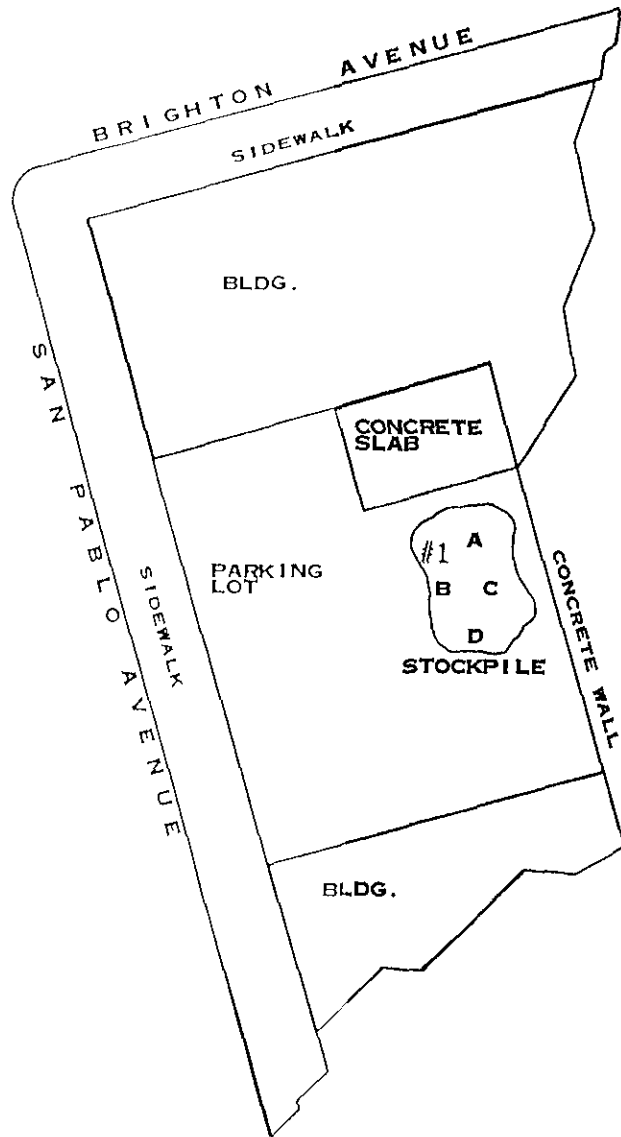 BRIGHTON AVENUE
SIDEWALK
BLDG.
SAN PABLO AVENUE
CONCRETE
SLAB
SIDEWALK
PARKING
LOT
#1
A
B C
D
STOCKPILE
CONCRETE WALL
BLDG.